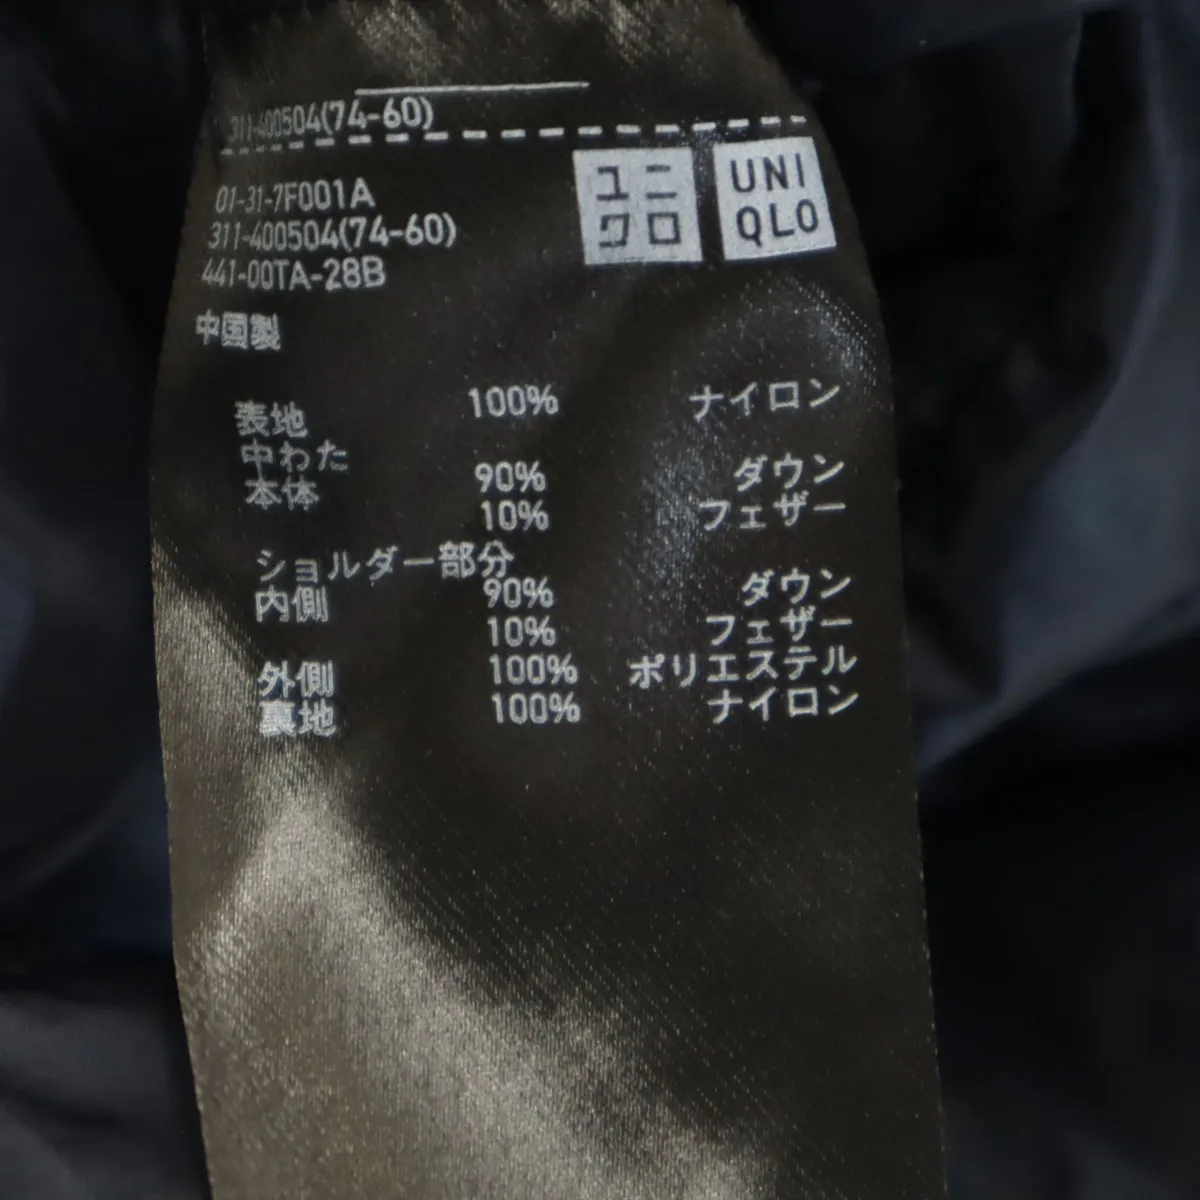 311-400504(74-60)
ユニクロ UNIQLO
01-31-7F001A
311-400504(74-60)
441-00TA-28B
中国製
表地 100% ナイロン
中わた
本体 90% ダウン
10% フェザー
ショルダー部分
内側 90% ダウン
10% フェザー
外側 100% ポリエステル
裏地 100% ナイロン